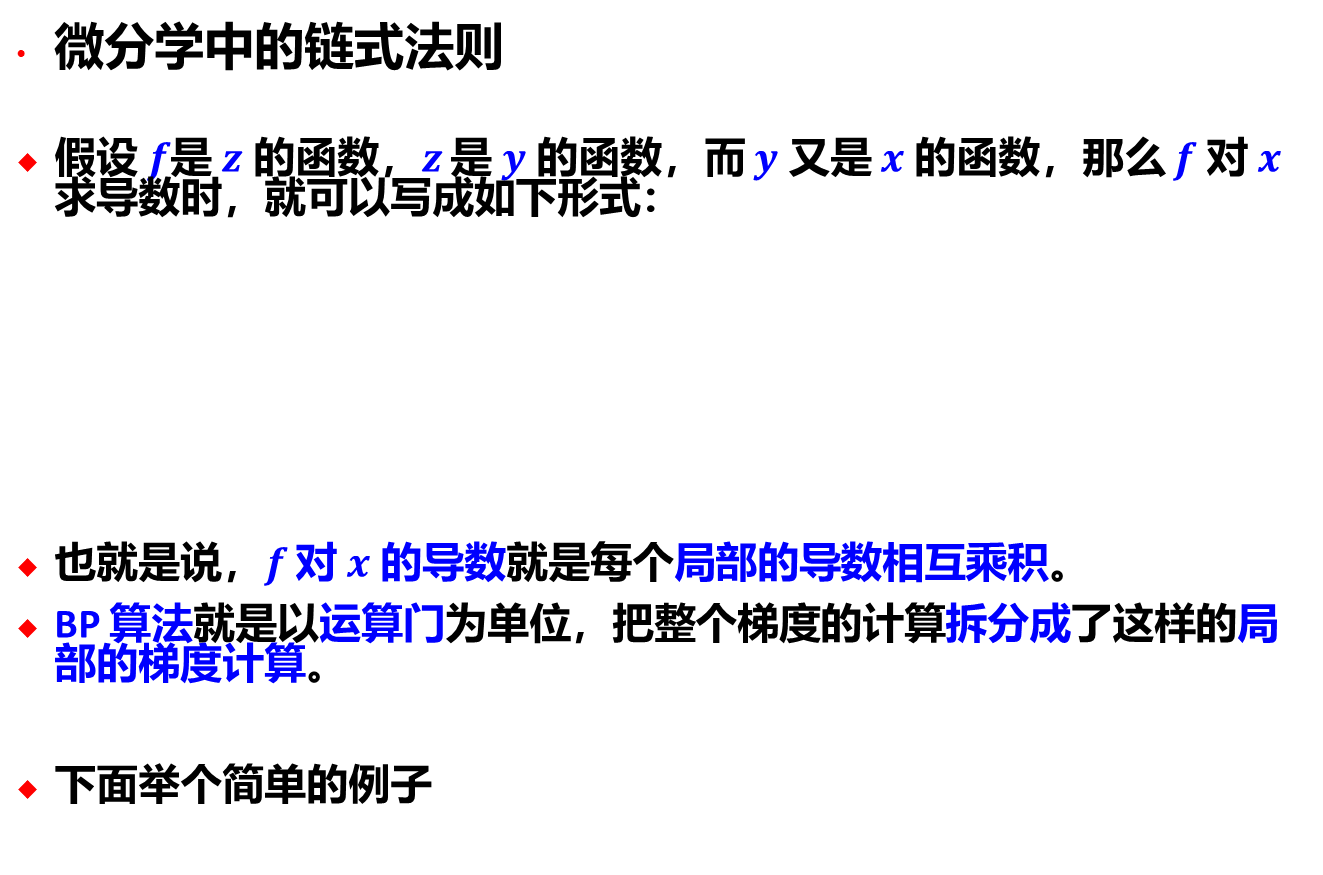 • 微分学中的链式法则
◆ 假设 f是 z 的函数，z 是 y 的函数，而 y 又是 x 的函数，那么 f 对 x
求导数时，就可以写成如下形式：
◆ 也就是说，f 对 x 的导数就是每个局部的导数相互乘积。
◆ BP 算法就是以运算门为单位，把整个梯度的计算拆分成了这样的局
部的梯度计算。
◆ 下面举个简单的例子